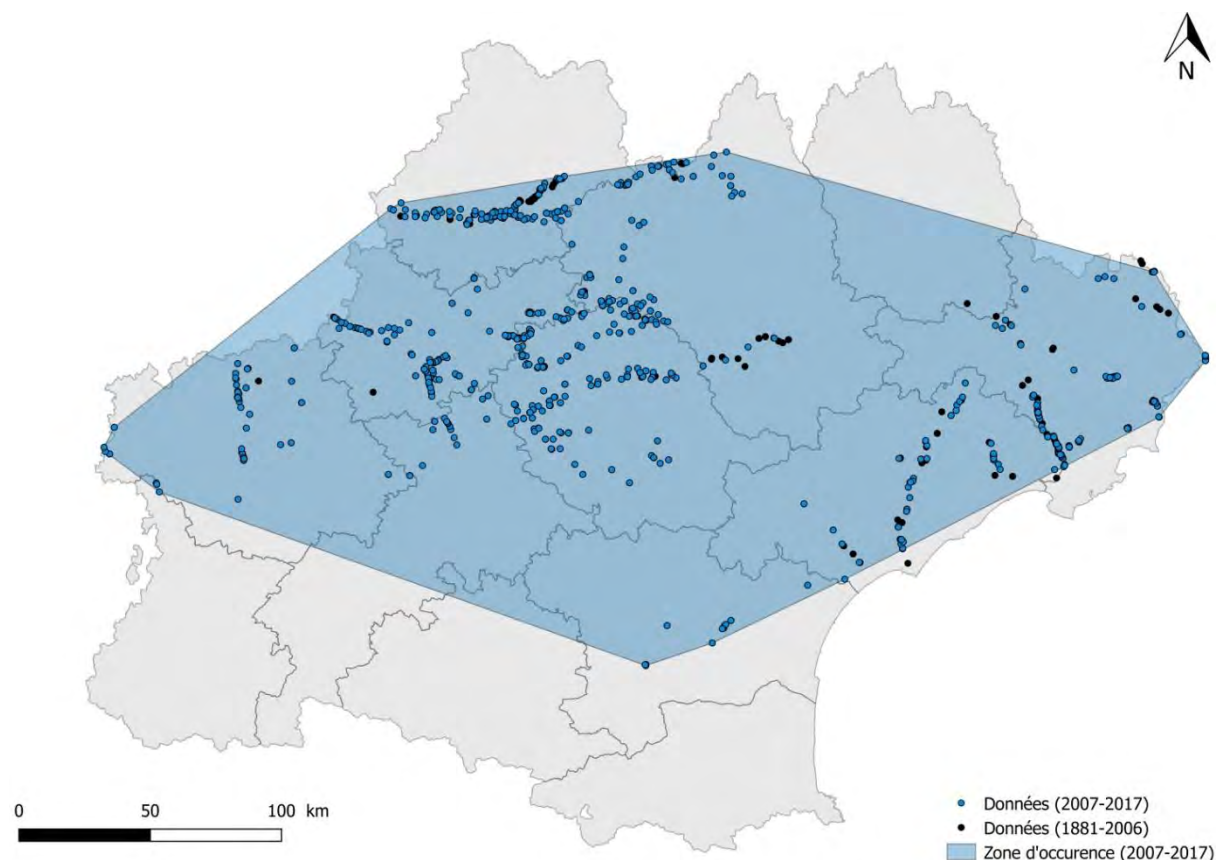 N
0 50 100 km
Données (2007-2017)
Données (1881-2006)
Zone d'occurence (2007-2017)